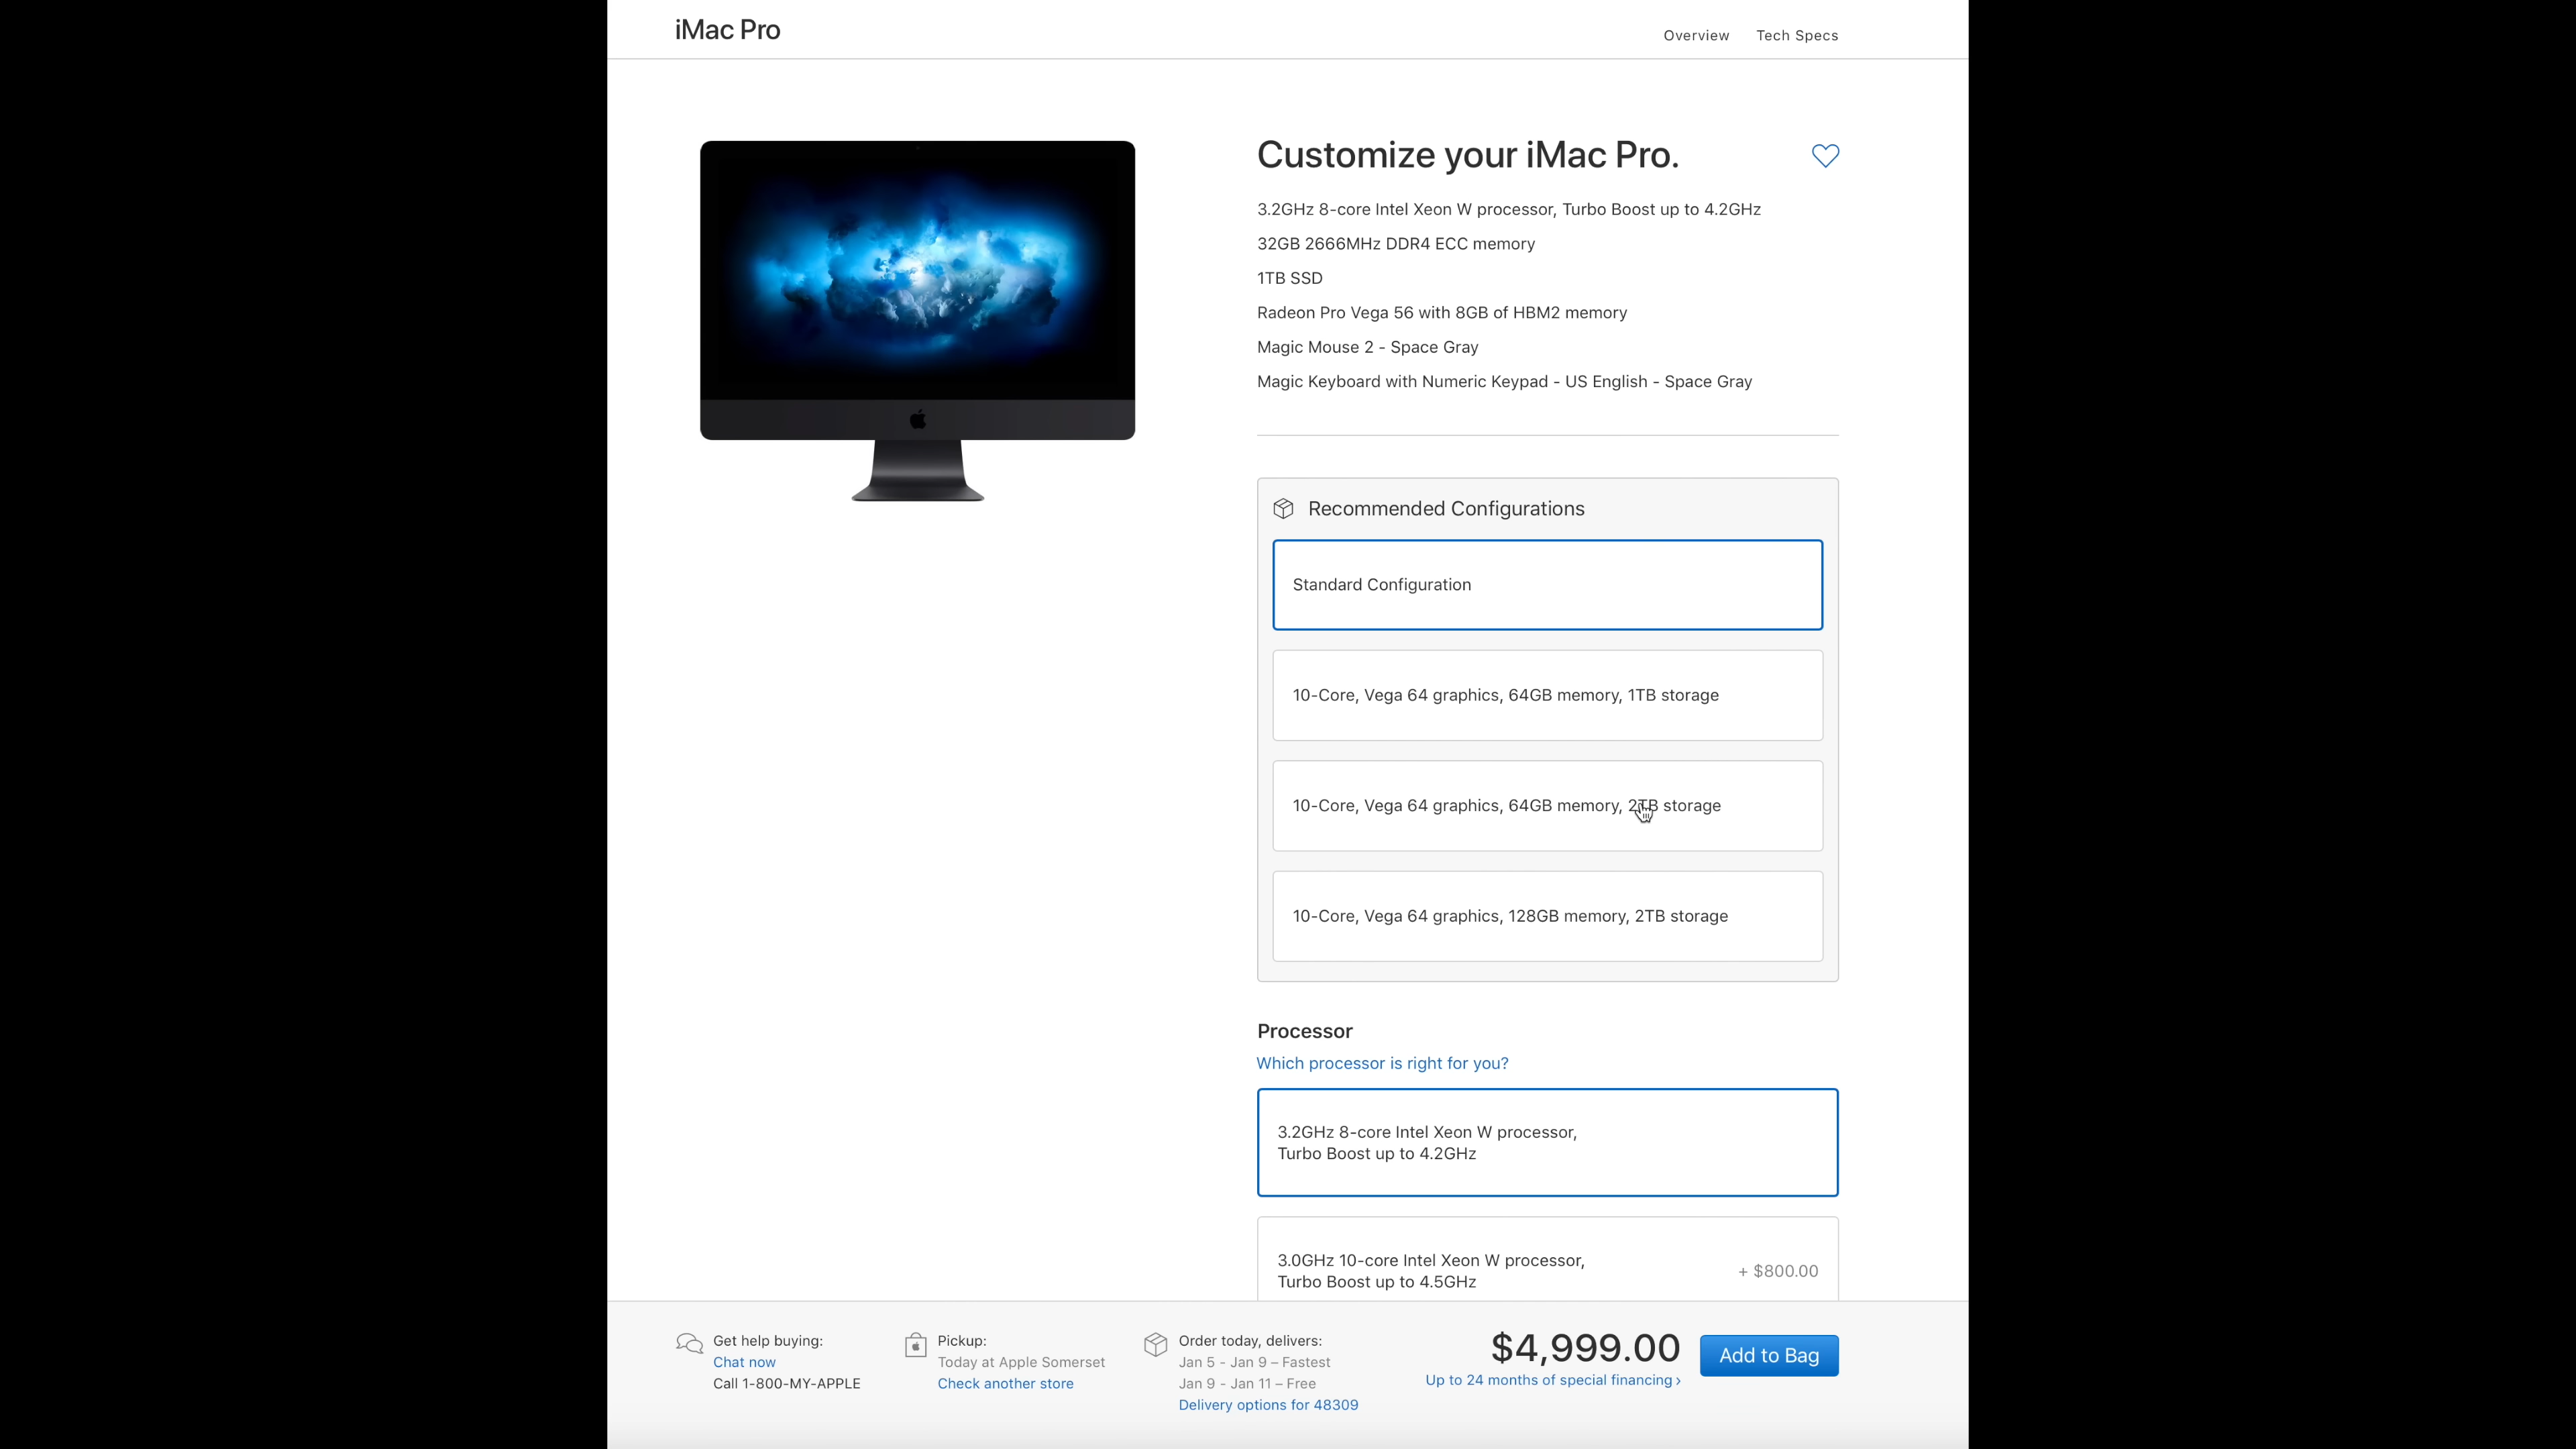 iMac Pro
Overview
Tech Specs
Customize your iMac Pro.
3.2GHz 8-core Intel Xeon W processor, Turbo Boost up to 4.2GHz
32GB 2666MHz DDR4 ECC memory
1TB SSD
Radeon Pro Vega 56 with 8GB of HBM2 memory
Magic Mouse 2 - Space Gray
Magic Keyboard with Numeric Keypad - US English - Space Gray
Recommended Configurations
Standard Configuration
10-Core, Vega 64 graphics, 64GB memory, 1TB storage
10-Core, Vega 64 graphics, 64GB memory, 2TB storage
10-Core, Vega 64 graphics, 128GB memory, 2TB storage
Processor
Which processor is right for you?
3.2GHz 8-core Intel Xeon W processor,
Turbo Boost up to 4.2GHz
3.0GHz 10-core Intel Xeon W processor,
Turbo Boost up to 4.5GHz
+ $800.00
Get help buying:
Chat now
Call 1-800-MY-APPLE
Pickup:
Today at Apple Somerset
Check another store
Order today, delivers:
Jan 5 - Jan 9 – Fastest
Jan 9 - Jan 11 – Free
Delivery options for 48309
$4,999.00
Up to 24 months of special financing ›
Add to Bag